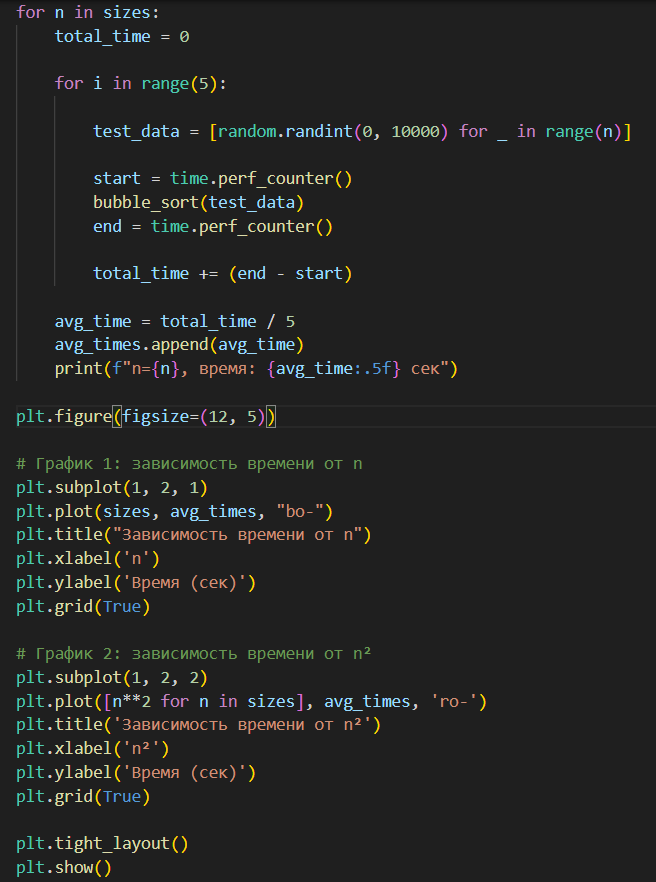 for n in sizes:
    total_time = 0
    for i in range(5):
        test_data = [random.randint(0, 10000) for _ in range(n)]
        start = time.perf_counter()
        bubble_sort(test_data)
        end = time.perf_counter()
        total_time += (end - start)
    avg_time = total_time / 5
    avg_times.append(avg_time)
    print(f"n={n}, время: {avg_time:.5f} сек")
plt.figure(figsize=(12, 5))
# График 1: зависимость времени от n
plt.subplot(1, 2, 1)
plt.plot(sizes, avg_times, "bo-")
plt.title("Зависимость времени от n")
plt.xlabel('n')
plt.ylabel('Время (сек)')
plt.grid(True)
# График 2: зависимость времени от n²
plt.subplot(1, 2, 2)
plt.plot([n**2 for n in sizes], avg_times, 'ro-')
plt.title('Зависимость времени от n²')
plt.xlabel('n²')
plt.ylabel('Время (сек)')
plt.grid(True)
plt.tight_layout()
plt.show()